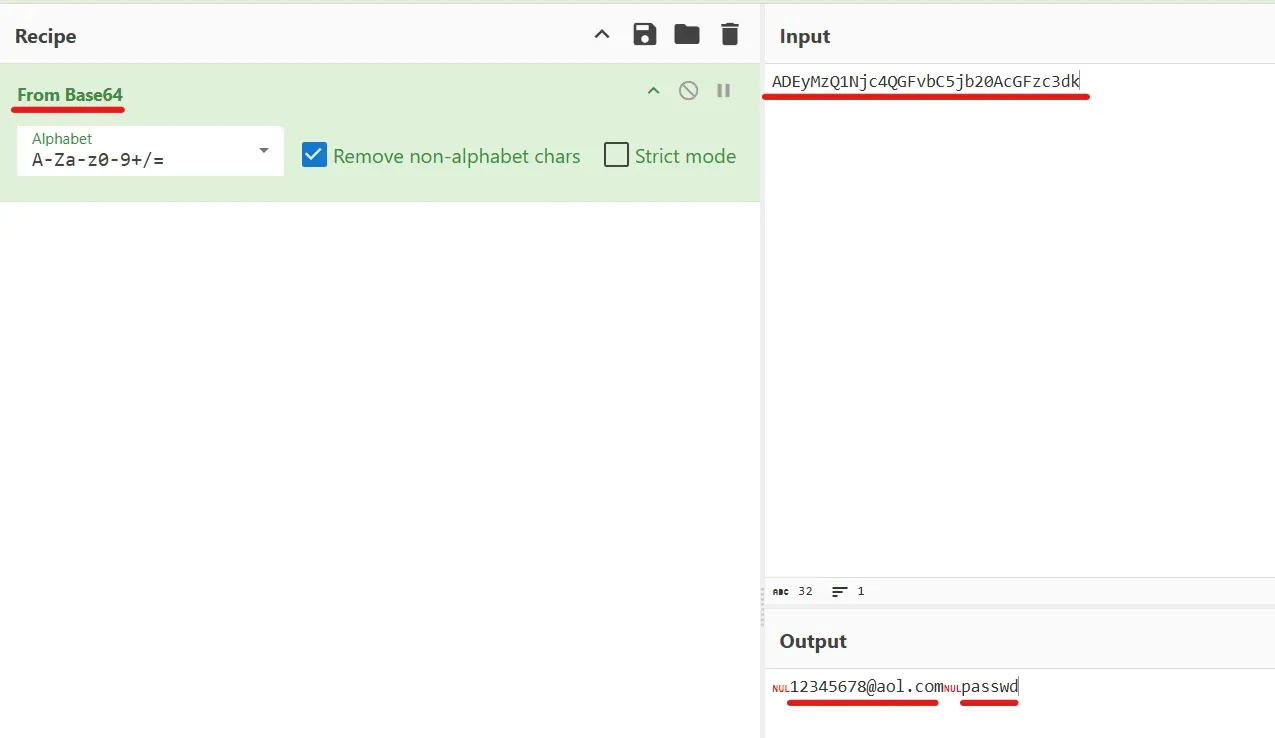 Recipe
From Base64
Alphabet
A-Za-z0-9+/=
Remove non-alphabet chars
Strict mode
Input
ADEyMzQ1Njc4QGFvbC5jb20AcGFzc3dk
ABC 32 1
Output
NUL12345678@aol.comNULpasswd